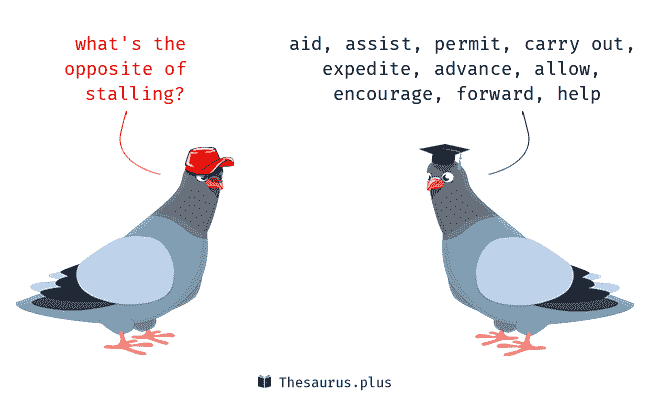 what's the
opposite of
stalling?
aid, assist, permit, carry out,
expedite, advance, allow,
encourage, forward, help
Thesaurus.plus